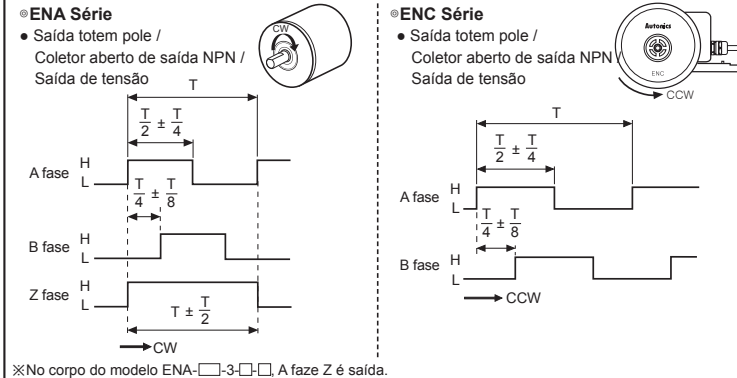 ◎ENA Série
● Saída totem pole /
Coletor aberto de saída NPN /
Saída de tensão
CW
T
T/2 ± T/4
A fase H L
T/4 ± T/8
B fase H L
Z fase H L
T ± T/2
CW
※No corpo do modelo ENA-□-3-□-□, A faze Z é saída.
◎ENC Série
● Saída totem pole /
Coletor aberto de saída NPN /
Saída de tensão
Autonics
ENC
CCW
T
T/2 ± T/4
A fase H L
T/4 ± T/8
B fase H L
CCW